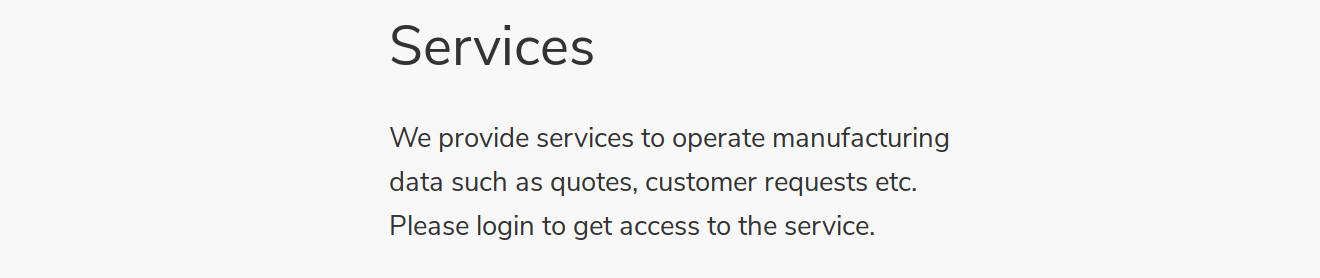 Services
We provide services to operate manufacturing
data such as quotes, customer requests etc.
Please login to get access to the service.